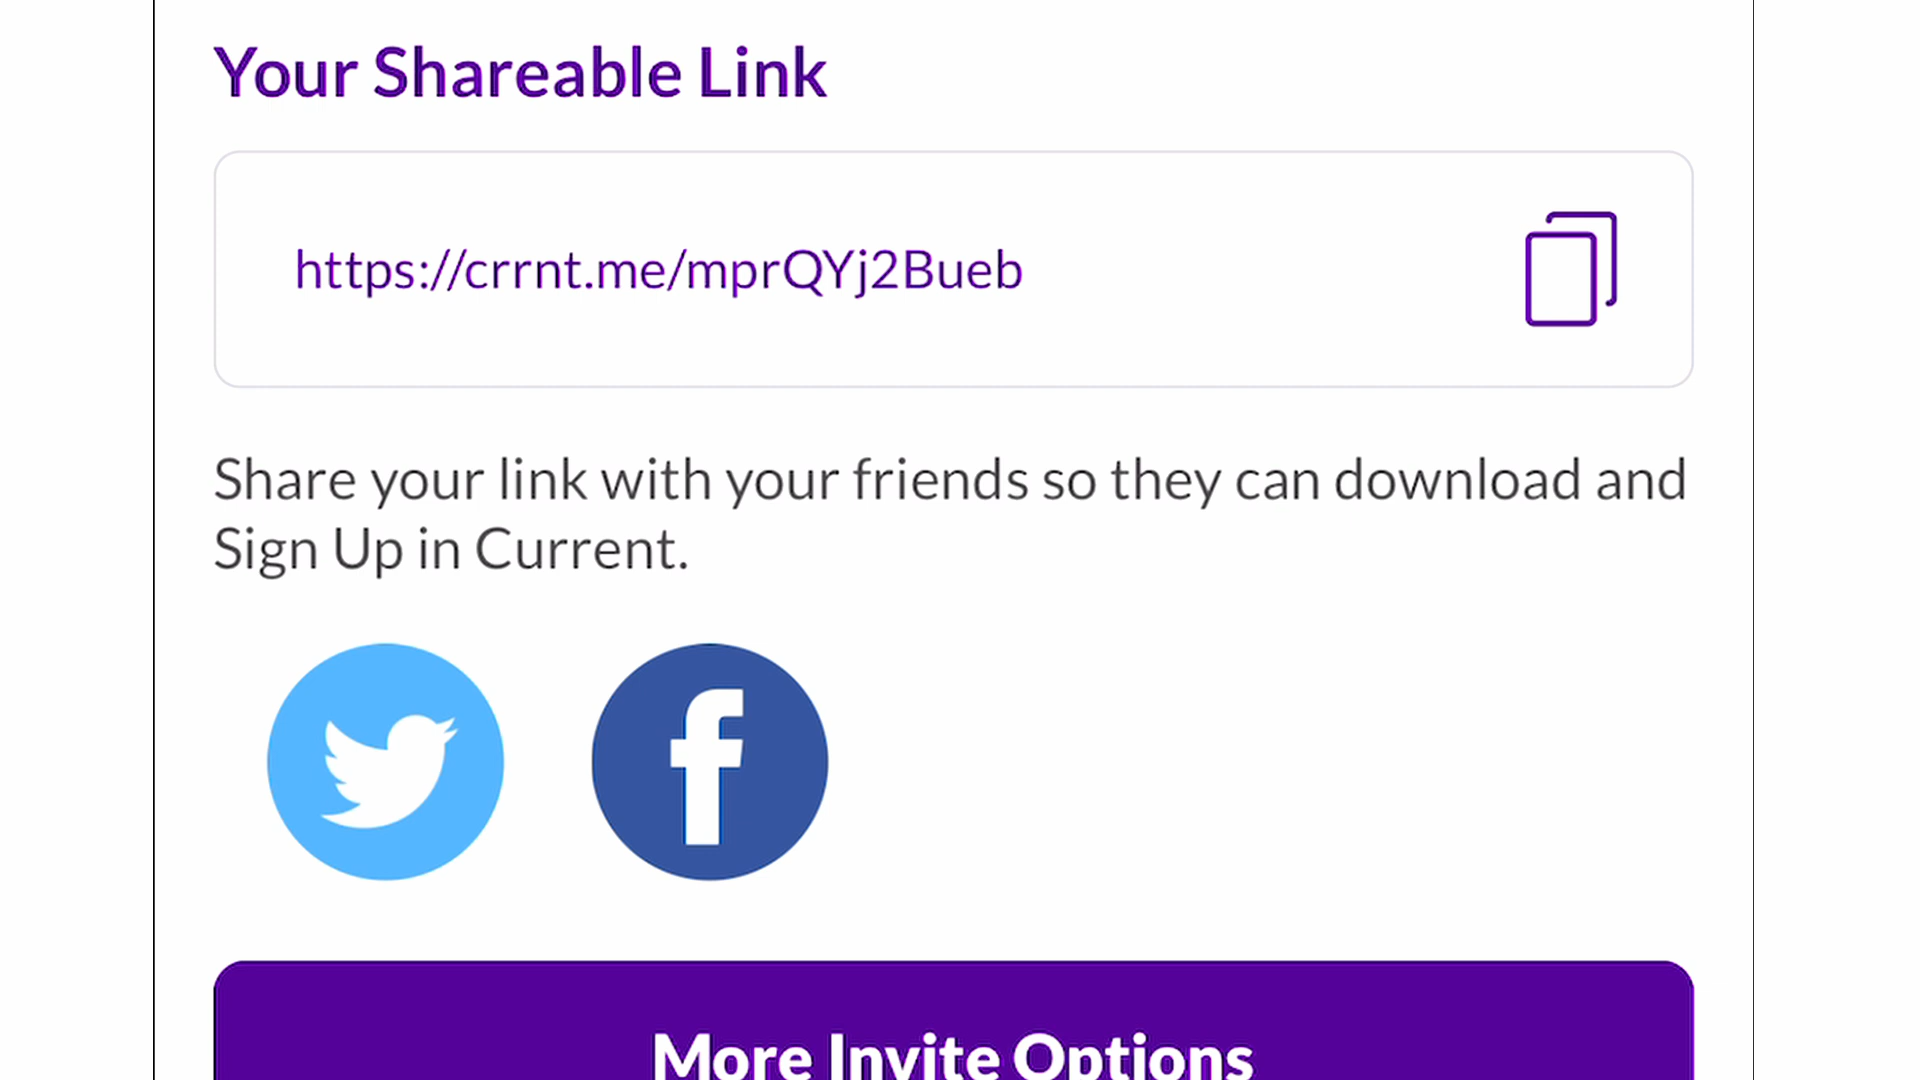 Your Shareable Link
https://crrnt.me/mprQYj2Bueb
Share your link with your friends so they can download and
Sign Up in Current.
More Invite Options